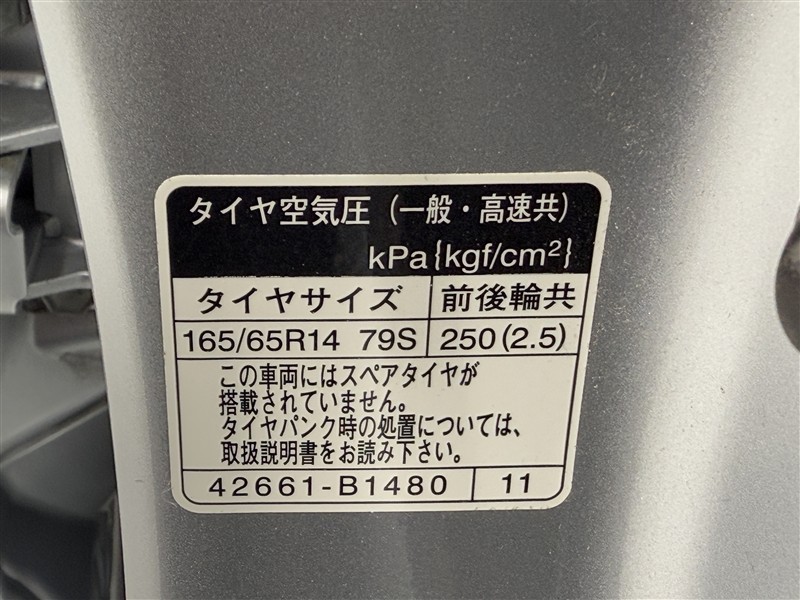 タイヤ空気圧（一般・高速共）
kPa{kgf/cm²}
タイヤサイズ 前後輪共
165/65R14 79S 250(2.5)
この車両にはスペアタイヤが
搭載されていません。
タイヤパンク時の処置については、
取扱説明書をお読み下さい。
42661-B1480 11